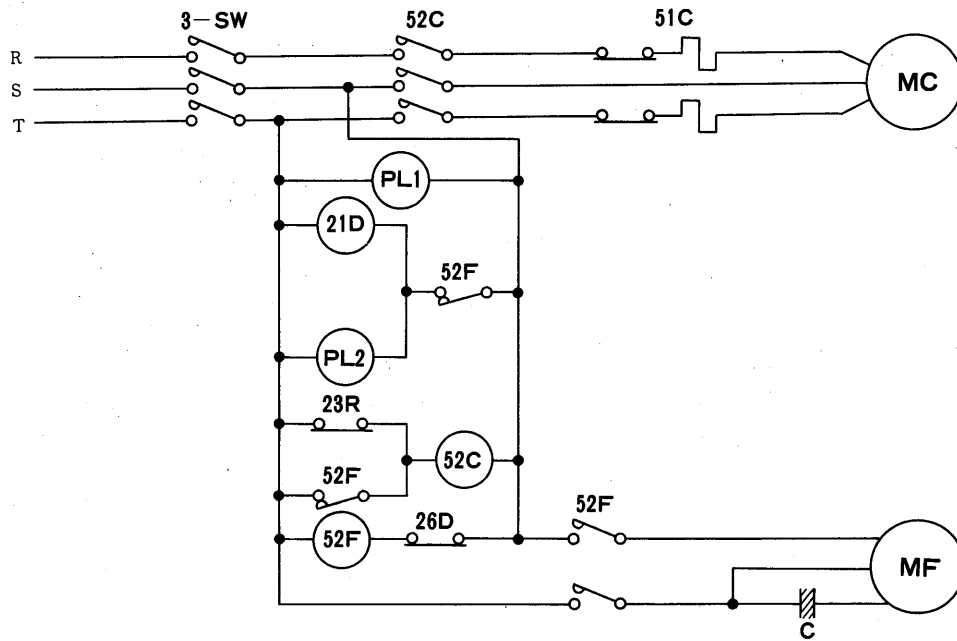 3-SW 52C 51C
R
S
T
MC
PL1
21D
52F
PL2
23R
52C
52F
52F
52F 26D
MF
C